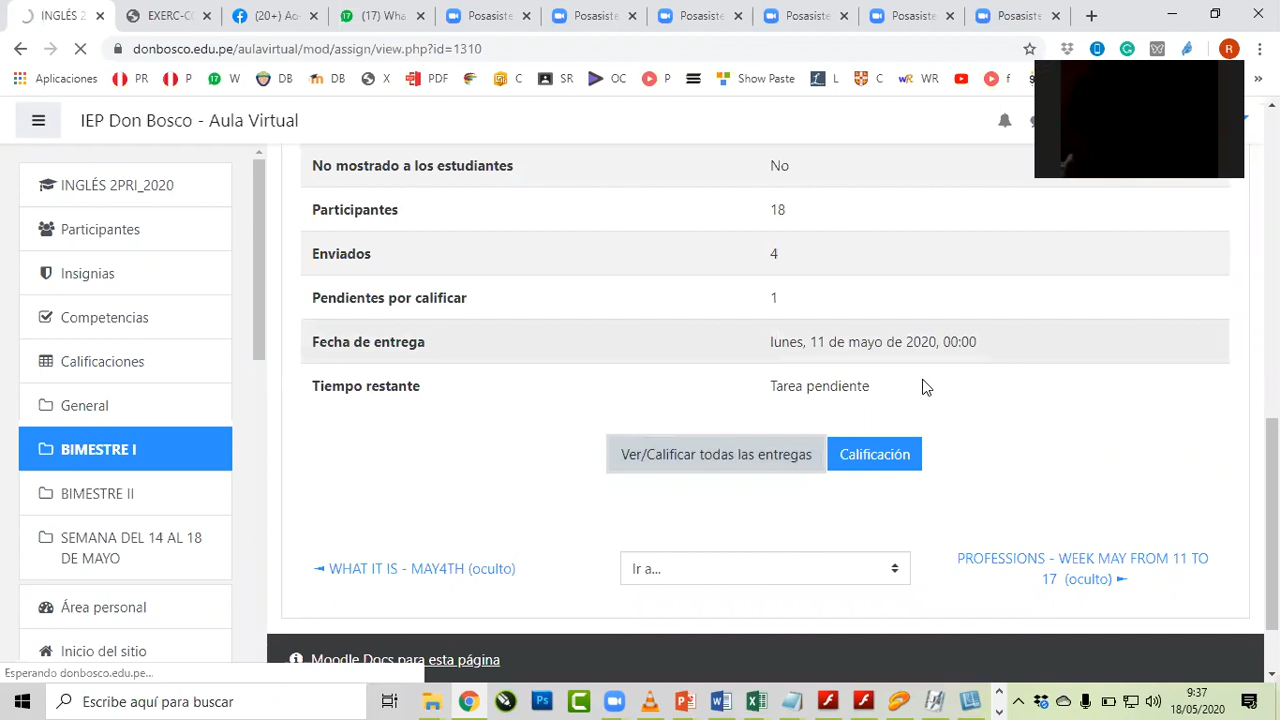 INGLÉS 2
EXERC-CO
(20+) Ac
(17) Wha
Posasiste
Posasiste
Posasiste
Posasiste
Posasiste
Posasist
donbosco.edu.pe/aulavirtual/mod/assign/view.php?id=1310
R
Aplicaciones
PR
P
W
DB
DB
X
PDF
C
SR
OC
P
Show Paste
L
C
WR
f
IEP Don Bosco - Aula Virtual
INGLÉS 2PRI_2020
Participantes
Insignias
Competencias
Calificaciones
General
BIMESTRE I
BIMESTRE II
SEMANA DEL 14 AL 18
DE MAYO
Área personal
Inicio del sitio
No mostrado a los estudiantes No
Participantes 18
Enviados 4
Pendientes por calificar 1
Fecha de entrega lunes, 11 de mayo de 2020, 00:00
Tiempo restante Tarea pendiente
Ver/Calificar todas las entregas Calificación
◄ WHAT IT IS - MAY4TH (oculto)
Ir a...
PROFESSIONS - WEEK MAY FROM 11 TO
17 (oculto) ►
Moodle Docs para esta página
Esperando donbosco.edu.pe...
Escribe aquí para buscar
9:37
18/05/2020